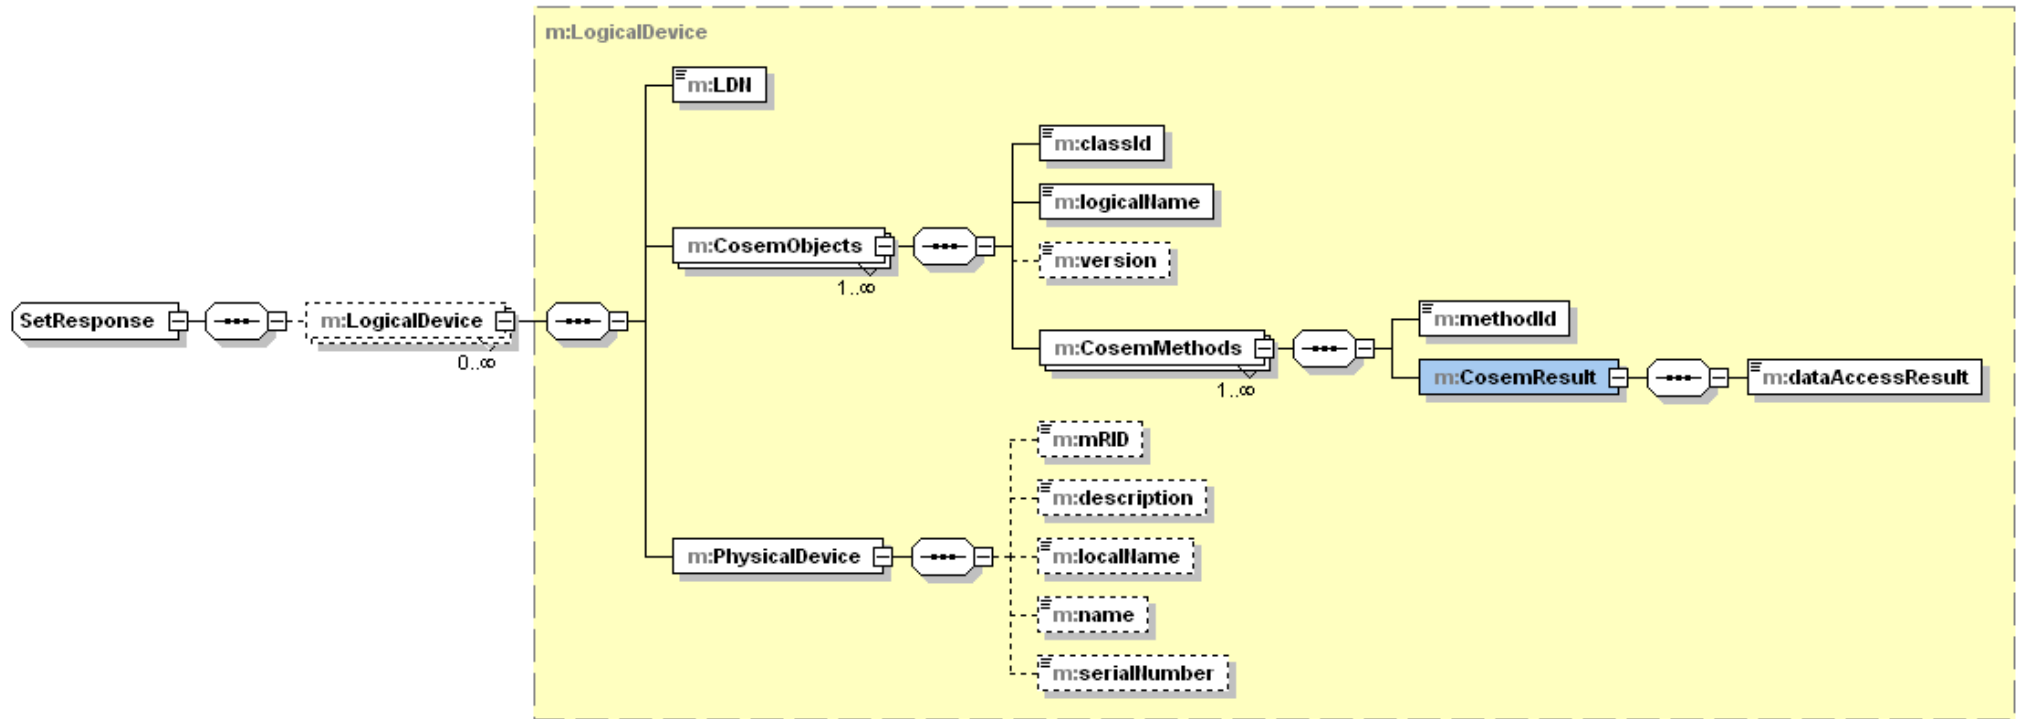 m:LogicalDevice
m:LDN
m:classId
m:logicalName
m:CosemObjects
m:version
1..∞
SetResponse
m:LogicalDevice
0..∞
m:methodId
m:CosemMethods
m:CosemResult
m:dataAccessResult
1..∞
m:mRID
m:description
m:PhysicalDevice
m:localName
m:name
m:serialNumber